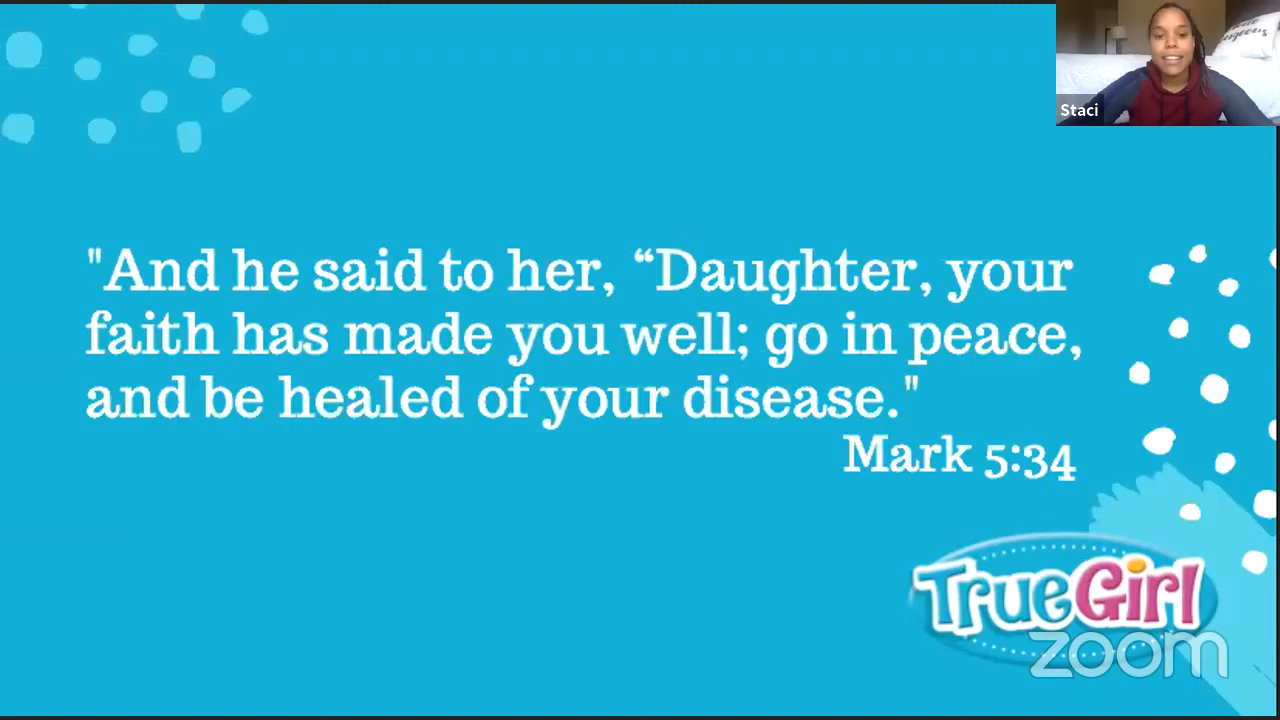 Staci
"And he said to her, “Daughter, your
faith has made you well; go in peace,
and be healed of your disease."
Mark 5:34
TrueGirl
zoom